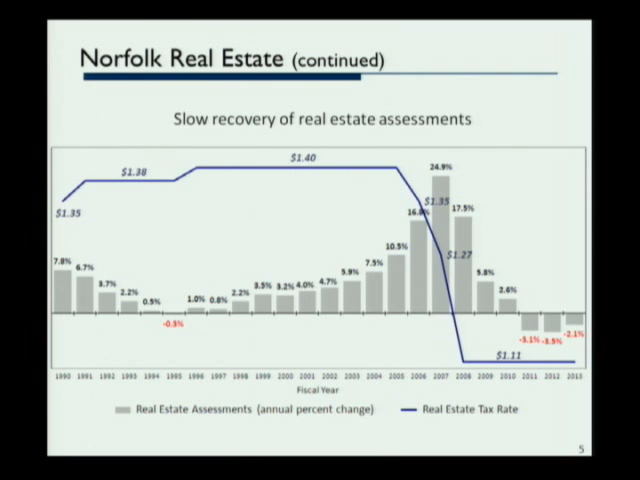 Norfolk Real Estate (continued)
Slow recovery of real estate assessments
$1.35
$1.38
$1.40
$1.35
$1.27
$1.11
7.8% 6.7% 3.7% 2.2% 0.5% -0.3% 1.0% 0.8% 2.2% 3.5% 3.2% 4.0% 4.7% 5.9% 7.5% 10.5% 24.9% 17.5% 5.8% 2.6% -3.1% -3.5% -2.1%
1990 1991 1992 1993 1994 1995 1996 1997 1998 1999 2000 2001 2002 2003 2004 2005 2006 2007 2008 2009 2010 2011 2012 2013
Fiscal Year
Real Estate Assessments (annual percent change) Real Estate Tax Rate
5